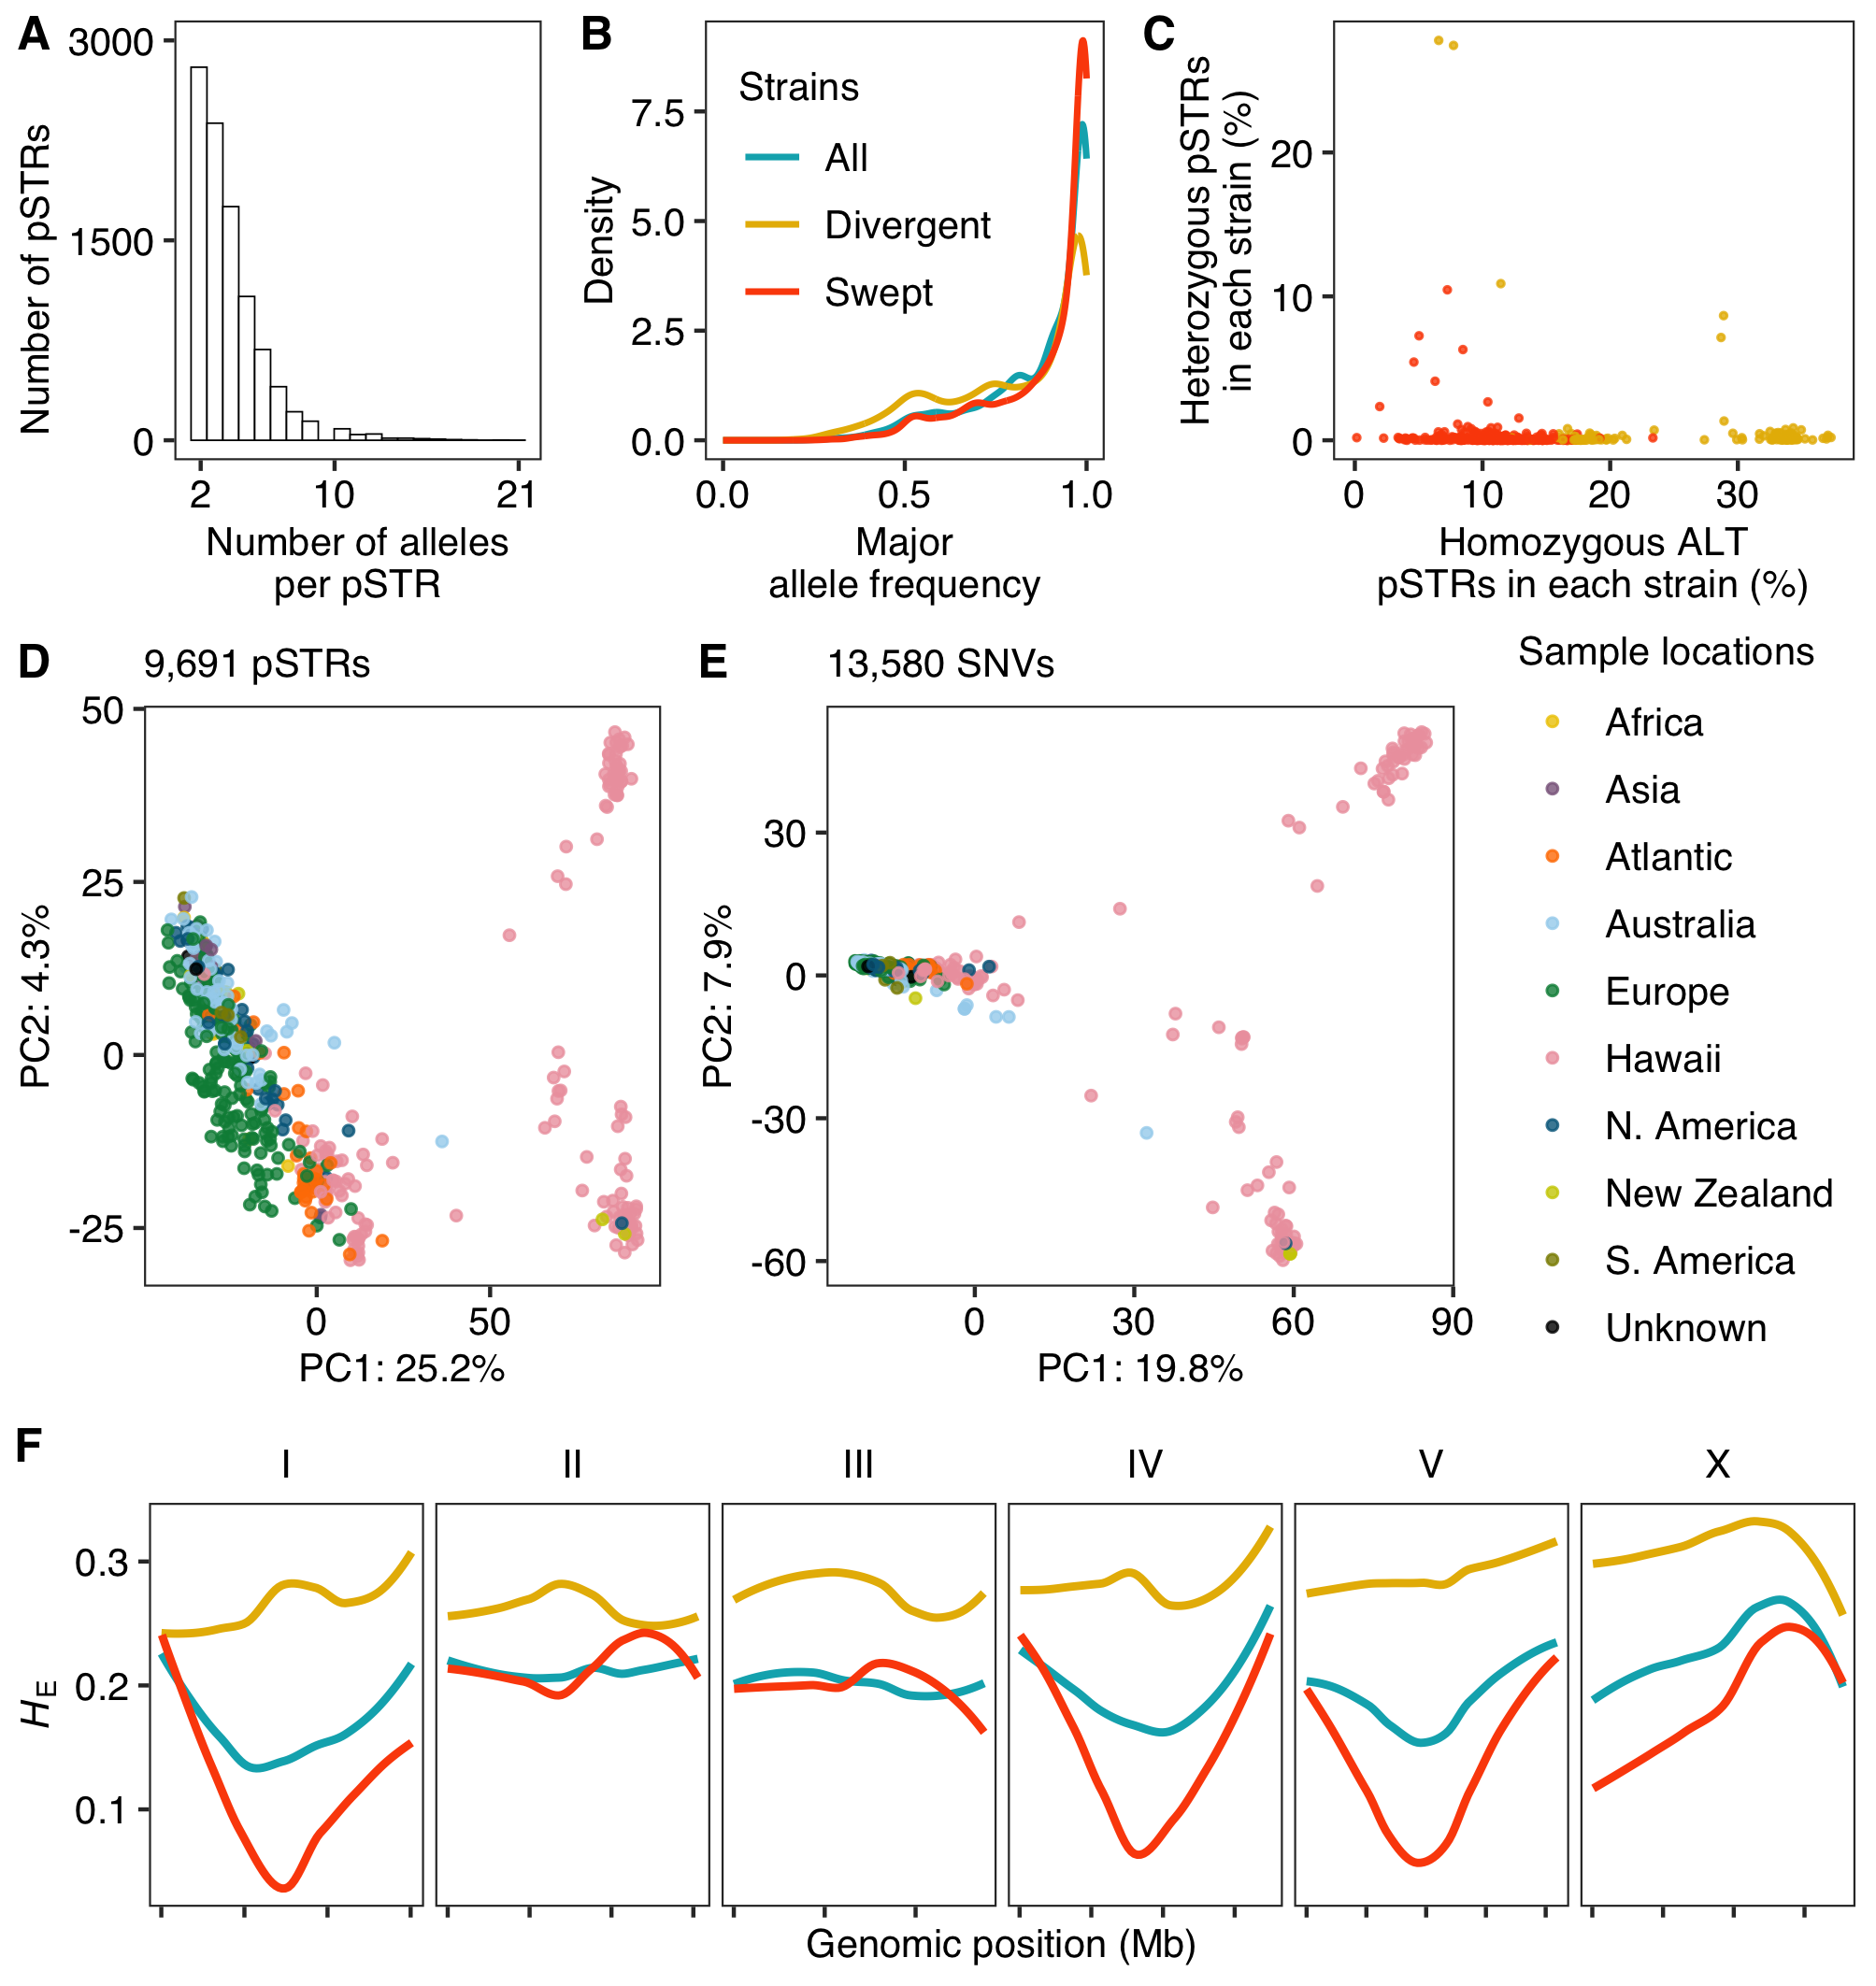 A
3000
1500
0
Number of pSTRs
2 10 21
Number of alleles
per pSTR
B
7.5
5.0
2.5
0.0
Density
Strains
All
Divergent
Swept
0.0 0.5 1.0
Major
allele frequency
C
20
10
0
Heterozygous pSTRs
in each strain (%)
0 10 20 30
Homozygous ALT
pSTRs in each strain (%)
D
9,691 pSTRs
50
25
0
-25
PC2: 4.3%
0 50
PC1: 25.2%
E
13,580 SNVs
30
0
-30
-60
PC2: 7.9%
0 30 60 90
PC1: 19.8%
Sample locations
Africa
Asia
Atlantic
Australia
Europe
Hawaii
N. America
New Zealand
S. America
Unknown
F
I II III IV V X
0.3
0.2
0.1
HE
Genomic position (Mb)